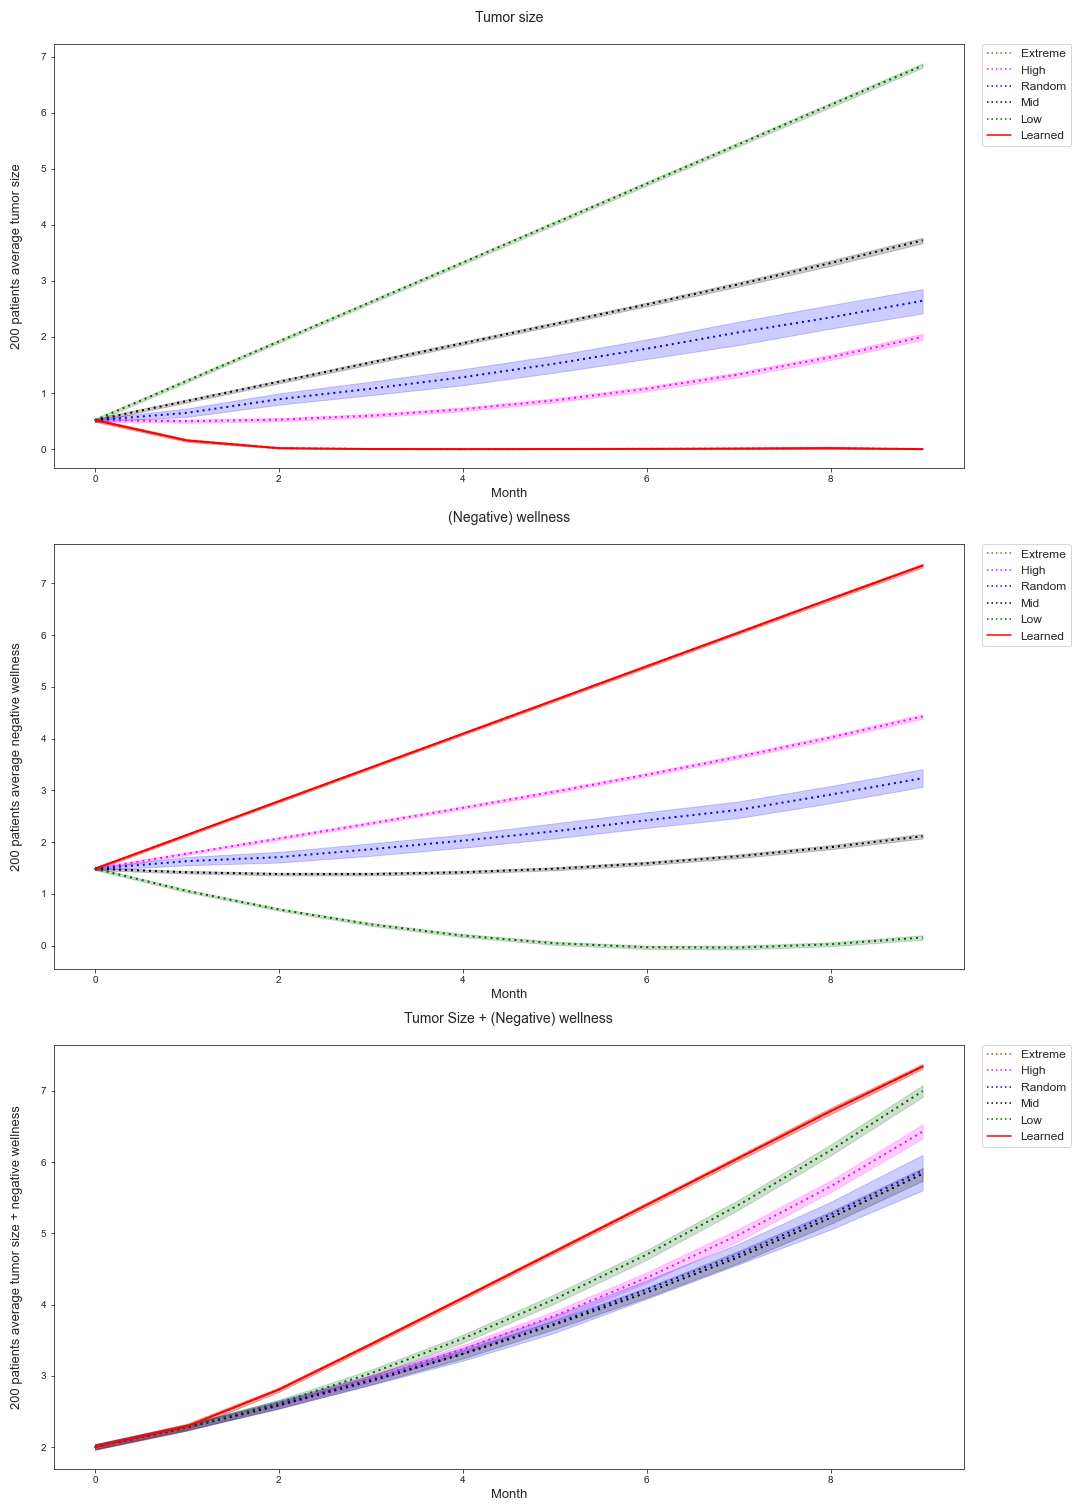 Tumor size
7
6
5
4
3
2
1
0
200 patients average tumor size
0 2 4 6 8
Month
Extreme
High
Random
Mid
Low
Learned
(Negative) wellness
7
6
5
4
3
2
1
0
200 patients average negative wellness
0 2 4 6 8
Month
Extreme
High
Random
Mid
Low
Learned
Tumor Size + (Negative) wellness
7
6
5
4
3
2
200 patients average tumor size + negative wellness
0 2 4 6 8
Month
Extreme
High
Random
Mid
Low
Learned